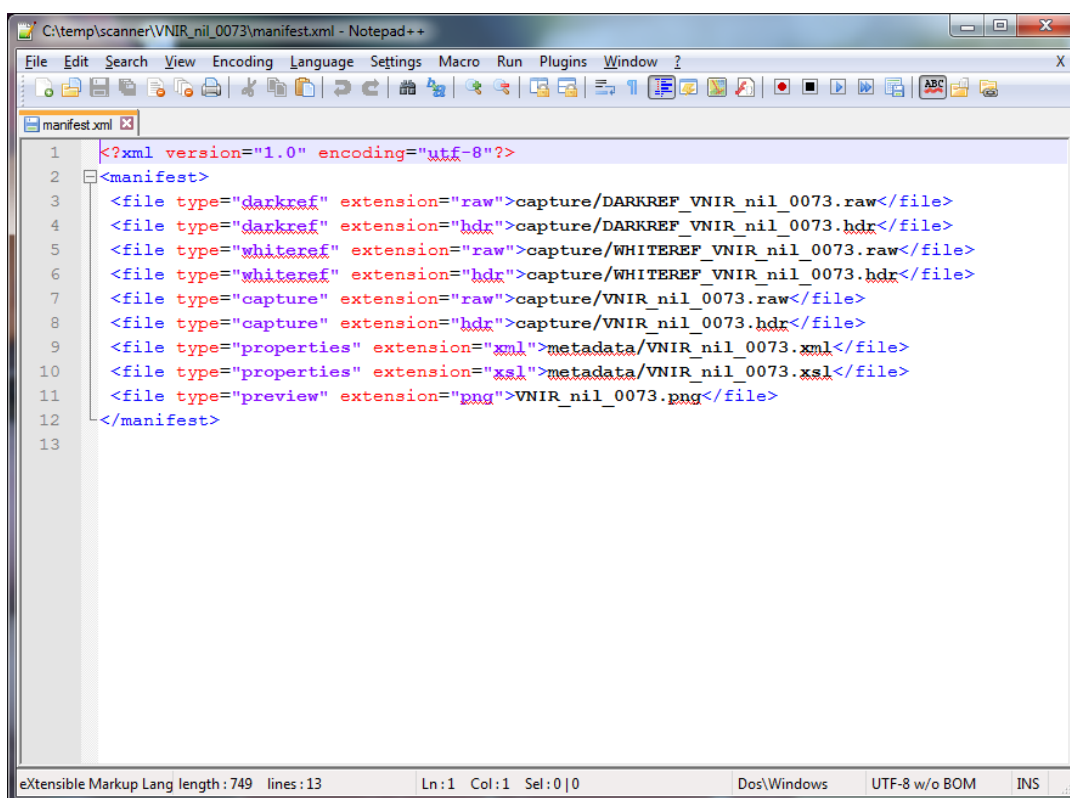 C:\temp\scanner\VNIR_nil_0073\manifest.xml - Notepad++
File Edit Search View Encoding Language Settings Macro Run Plugins Window ? X
ABC
manifest.xml
1 <?xml version="1.0" encoding="utf-8"?>
2 <manifest>
3 <file type="darkref" extension="raw">capture/DARKREF_VNIR_nil_0073.raw</file>
4 <file type="darkref" extension="hdr">capture/DARKREF_VNIR_nil_0073.hdr</file>
5 <file type="whiteref" extension="raw">capture/WHITEREF_VNIR_nil_0073.raw</file>
6 <file type="whiteref" extension="hdr">capture/WHITEREF_VNIR_nil_0073.hdr</file>
7 <file type="capture" extension="raw">capture/VNIR_nil_0073.raw</file>
8 <file type="capture" extension="hdr">capture/VNIR_nil_0073.hdr</file>
9 <file type="properties" extension="xml">metadata/VNIR_nil_0073.xml</file>
10 <file type="properties" extension="xsl">metadata/VNIR_nil_0073.xsl</file>
11 <file type="preview" extension="png">VNIR_nil_0073.png</file>
12 </manifest>
13
eXtensible Markup Lang length : 749 lines : 13 Ln : 1 Col : 1 Sel : 0 | 0 Dos\Windows UTF-8 w/o BOM INS